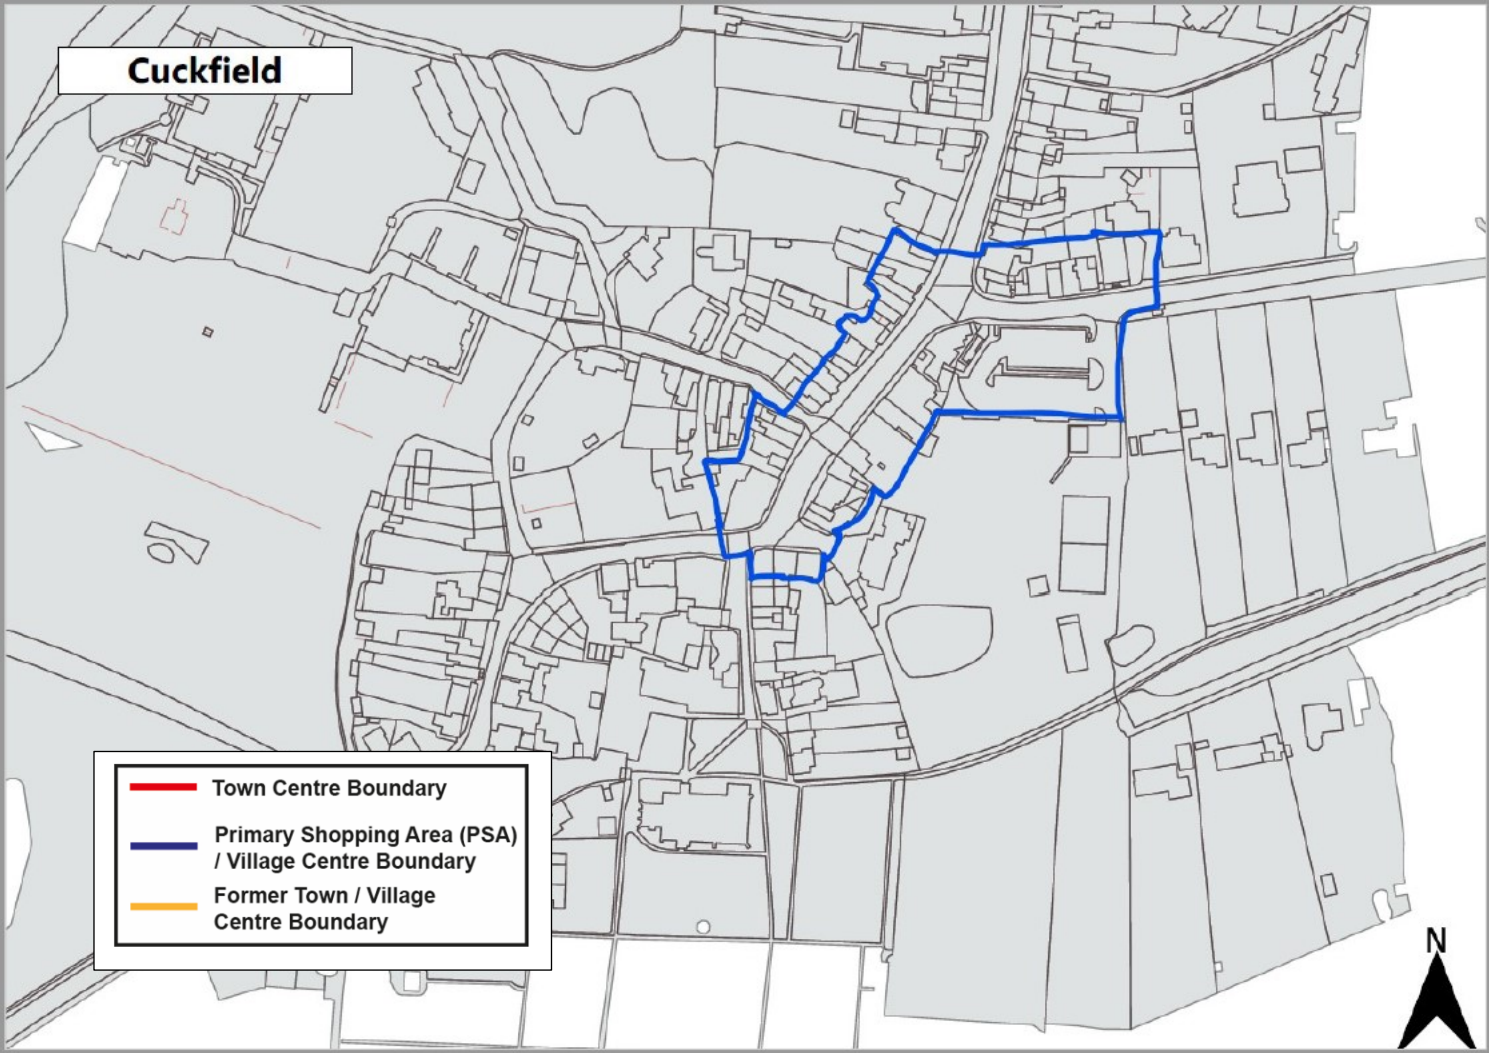 Cuckfield
Town Centre Boundary
Primary Shopping Area (PSA)
/ Village Centre Boundary
Former Town / Village
Centre Boundary
N